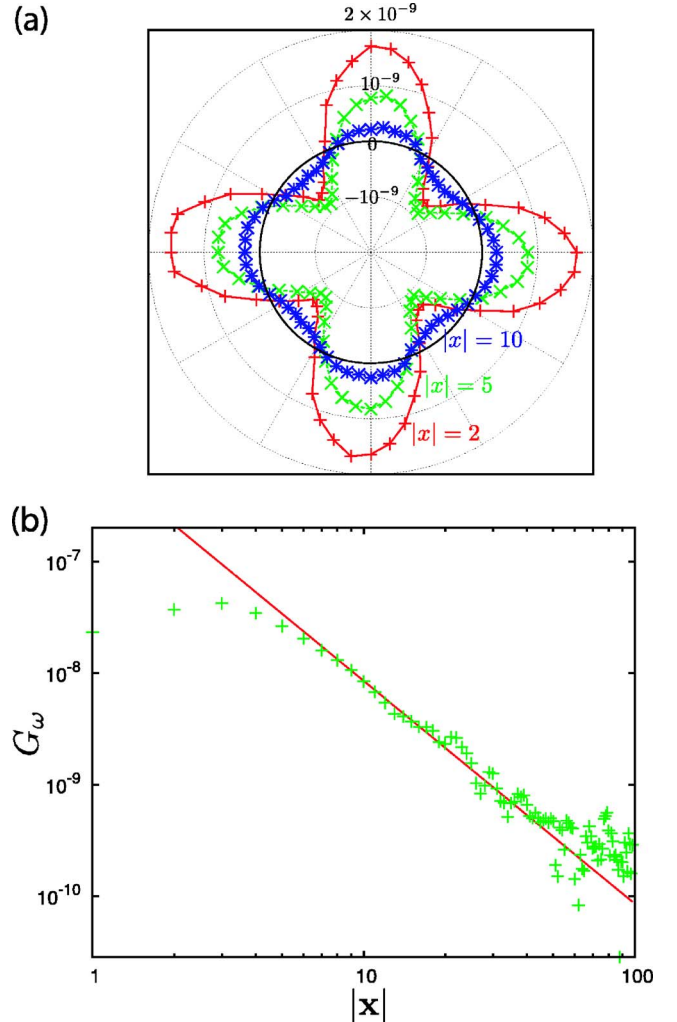 (a)
2 × 10⁻⁹
10⁻⁹
0
−10⁻⁹
|x| = 10
|x| = 5
|x| = 2
(b)
10⁻⁷
10⁻⁸
G_ω
10⁻⁹
10⁻¹⁰
1 10 100
|x|